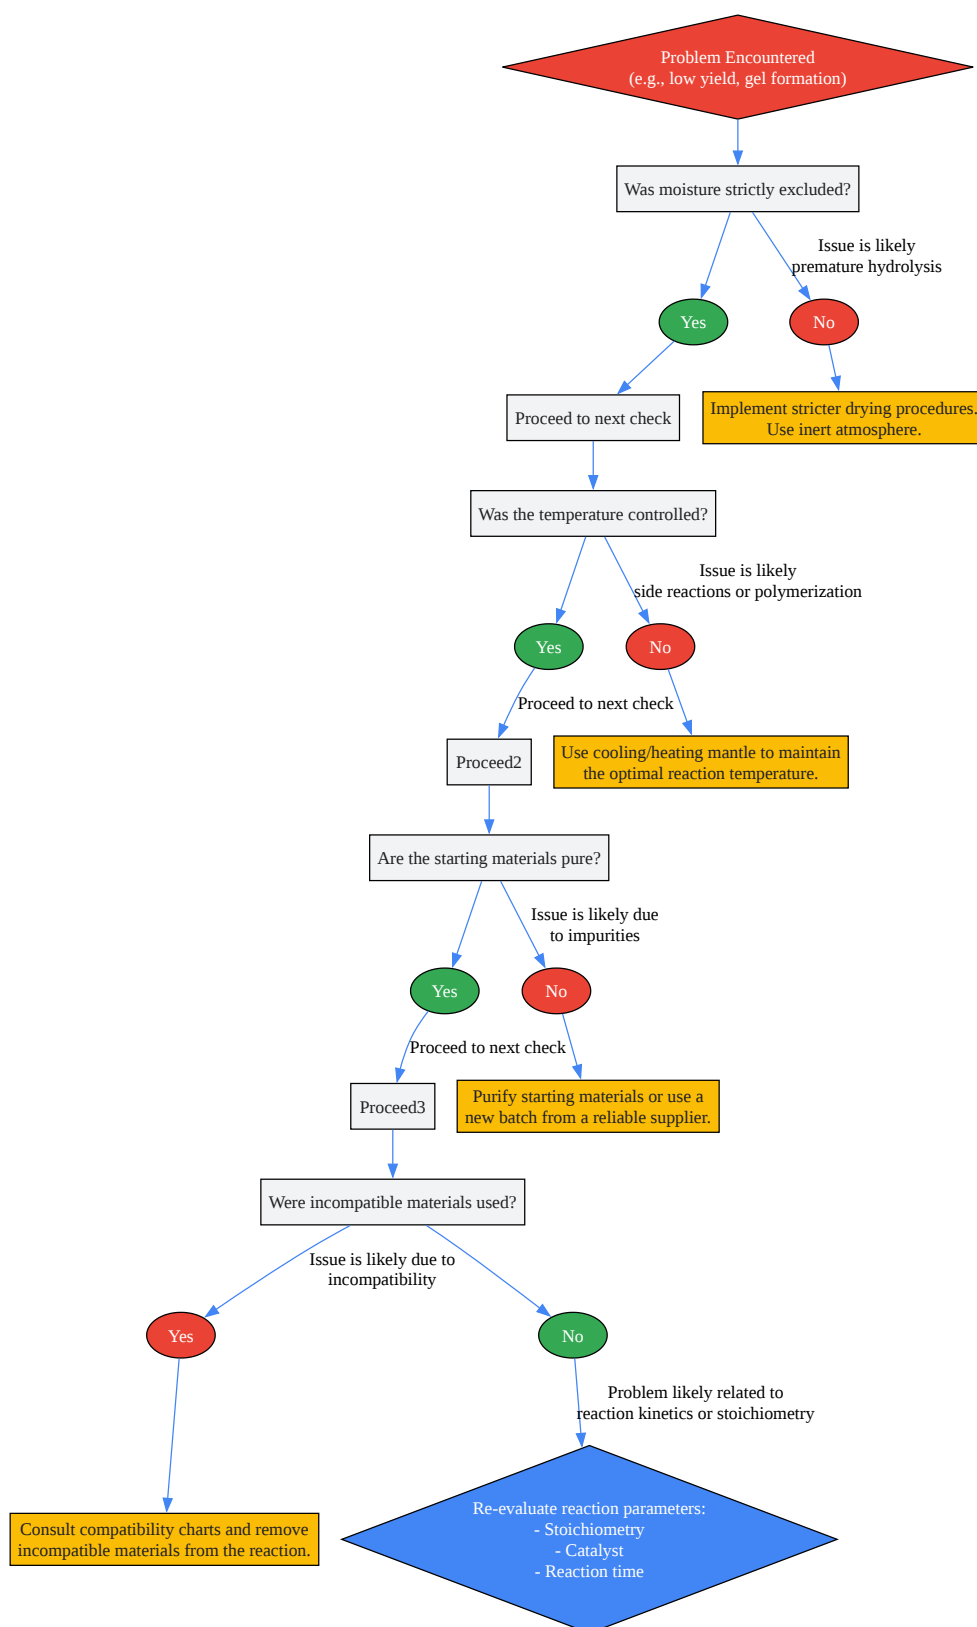 Problem Encountered
(e.g., low yield, gel formation)
Was moisture strictly excluded?
Issue is likely
premature hydrolysis
Yes
No
Proceed to next check
Implement stricter drying procedures.
Use inert atmosphere.
Was the temperature controlled?
Issue is likely
side reactions or polymerization
Yes
No
Proceed to next check
Proceed2
Use cooling/heating mantle to maintain
the optimal reaction temperature.
Are the starting materials pure?
Issue is likely due
to impurities
Yes
No
Proceed to next check
Proceed3
Purify starting materials or use a
new batch from a reliable supplier.
Were incompatible materials used?
Issue is likely due to
incompatibility
Yes
No
Problem likely related to
reaction kinetics or stoichiometry
Consult compatibility charts and remove
incompatible materials from the reaction.
Re-evaluate reaction parameters:
- Stoichiometry
- Catalyst
- Reaction time